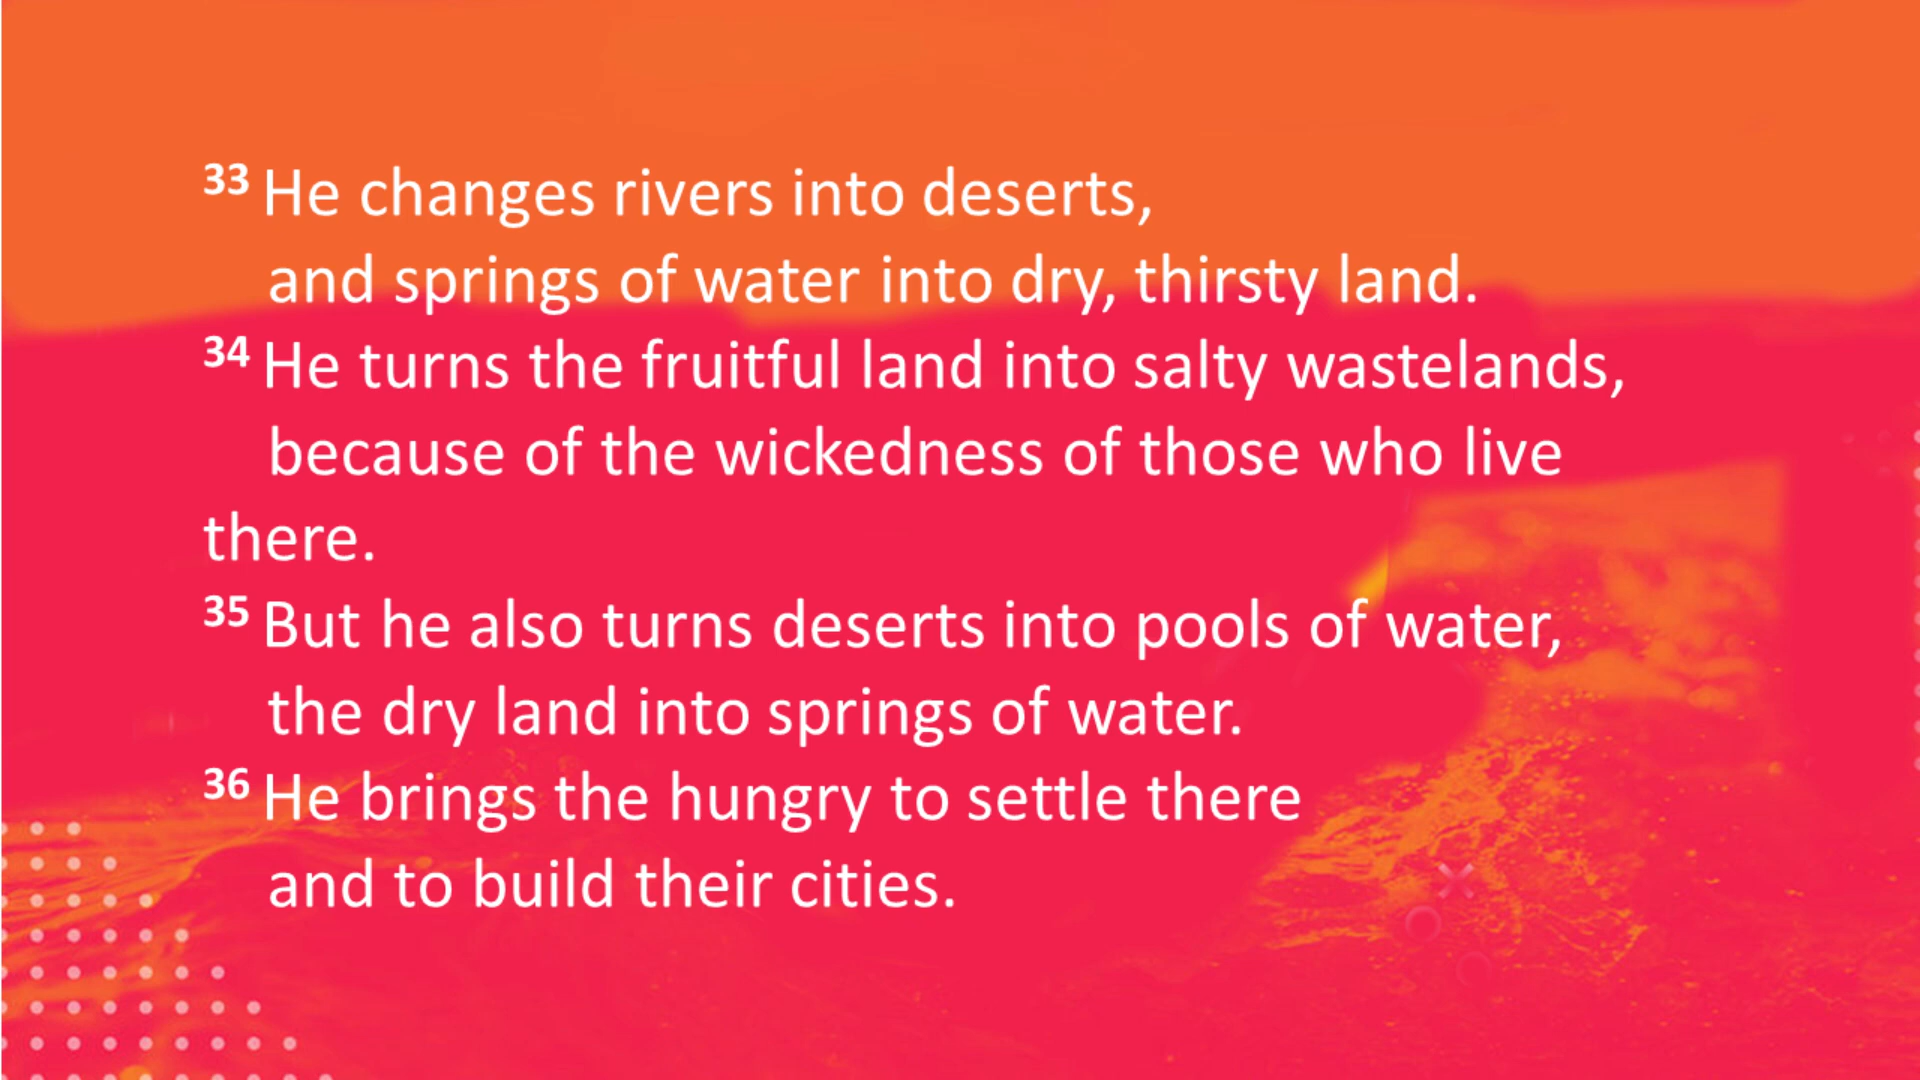 33 He changes rivers into deserts,
and springs of water into dry, thirsty land.
34 He turns the fruitful land into salty wastelands,
because of the wickedness of those who live
there.
35 But he also turns deserts into pools of water,
the dry land into springs of water.
36 He brings the hungry to settle there
and to build their cities.